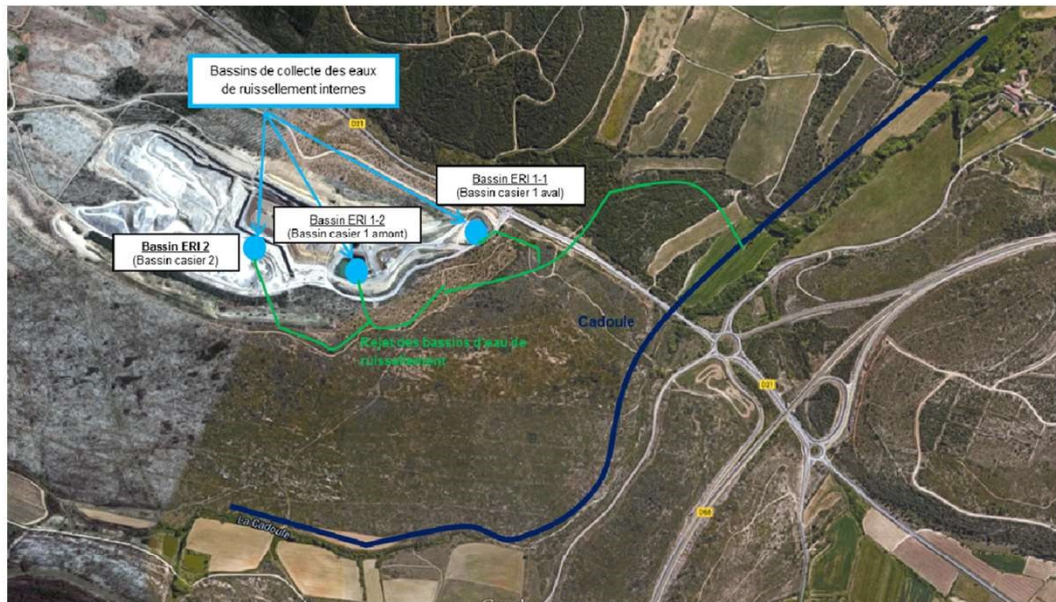 Bassins de collecte des eaux
de ruissellement internes
D21
Bassin ERI 1-1
(Bassin casier 1 aval)
Bassin ERI 1-2
(Bassin casier 1 amont)
Bassin ERI 2
(Bassin casier 2)
Cadoule
Rejet des bassins d'eau de
ruissellement
D21
La Cadoule
D68